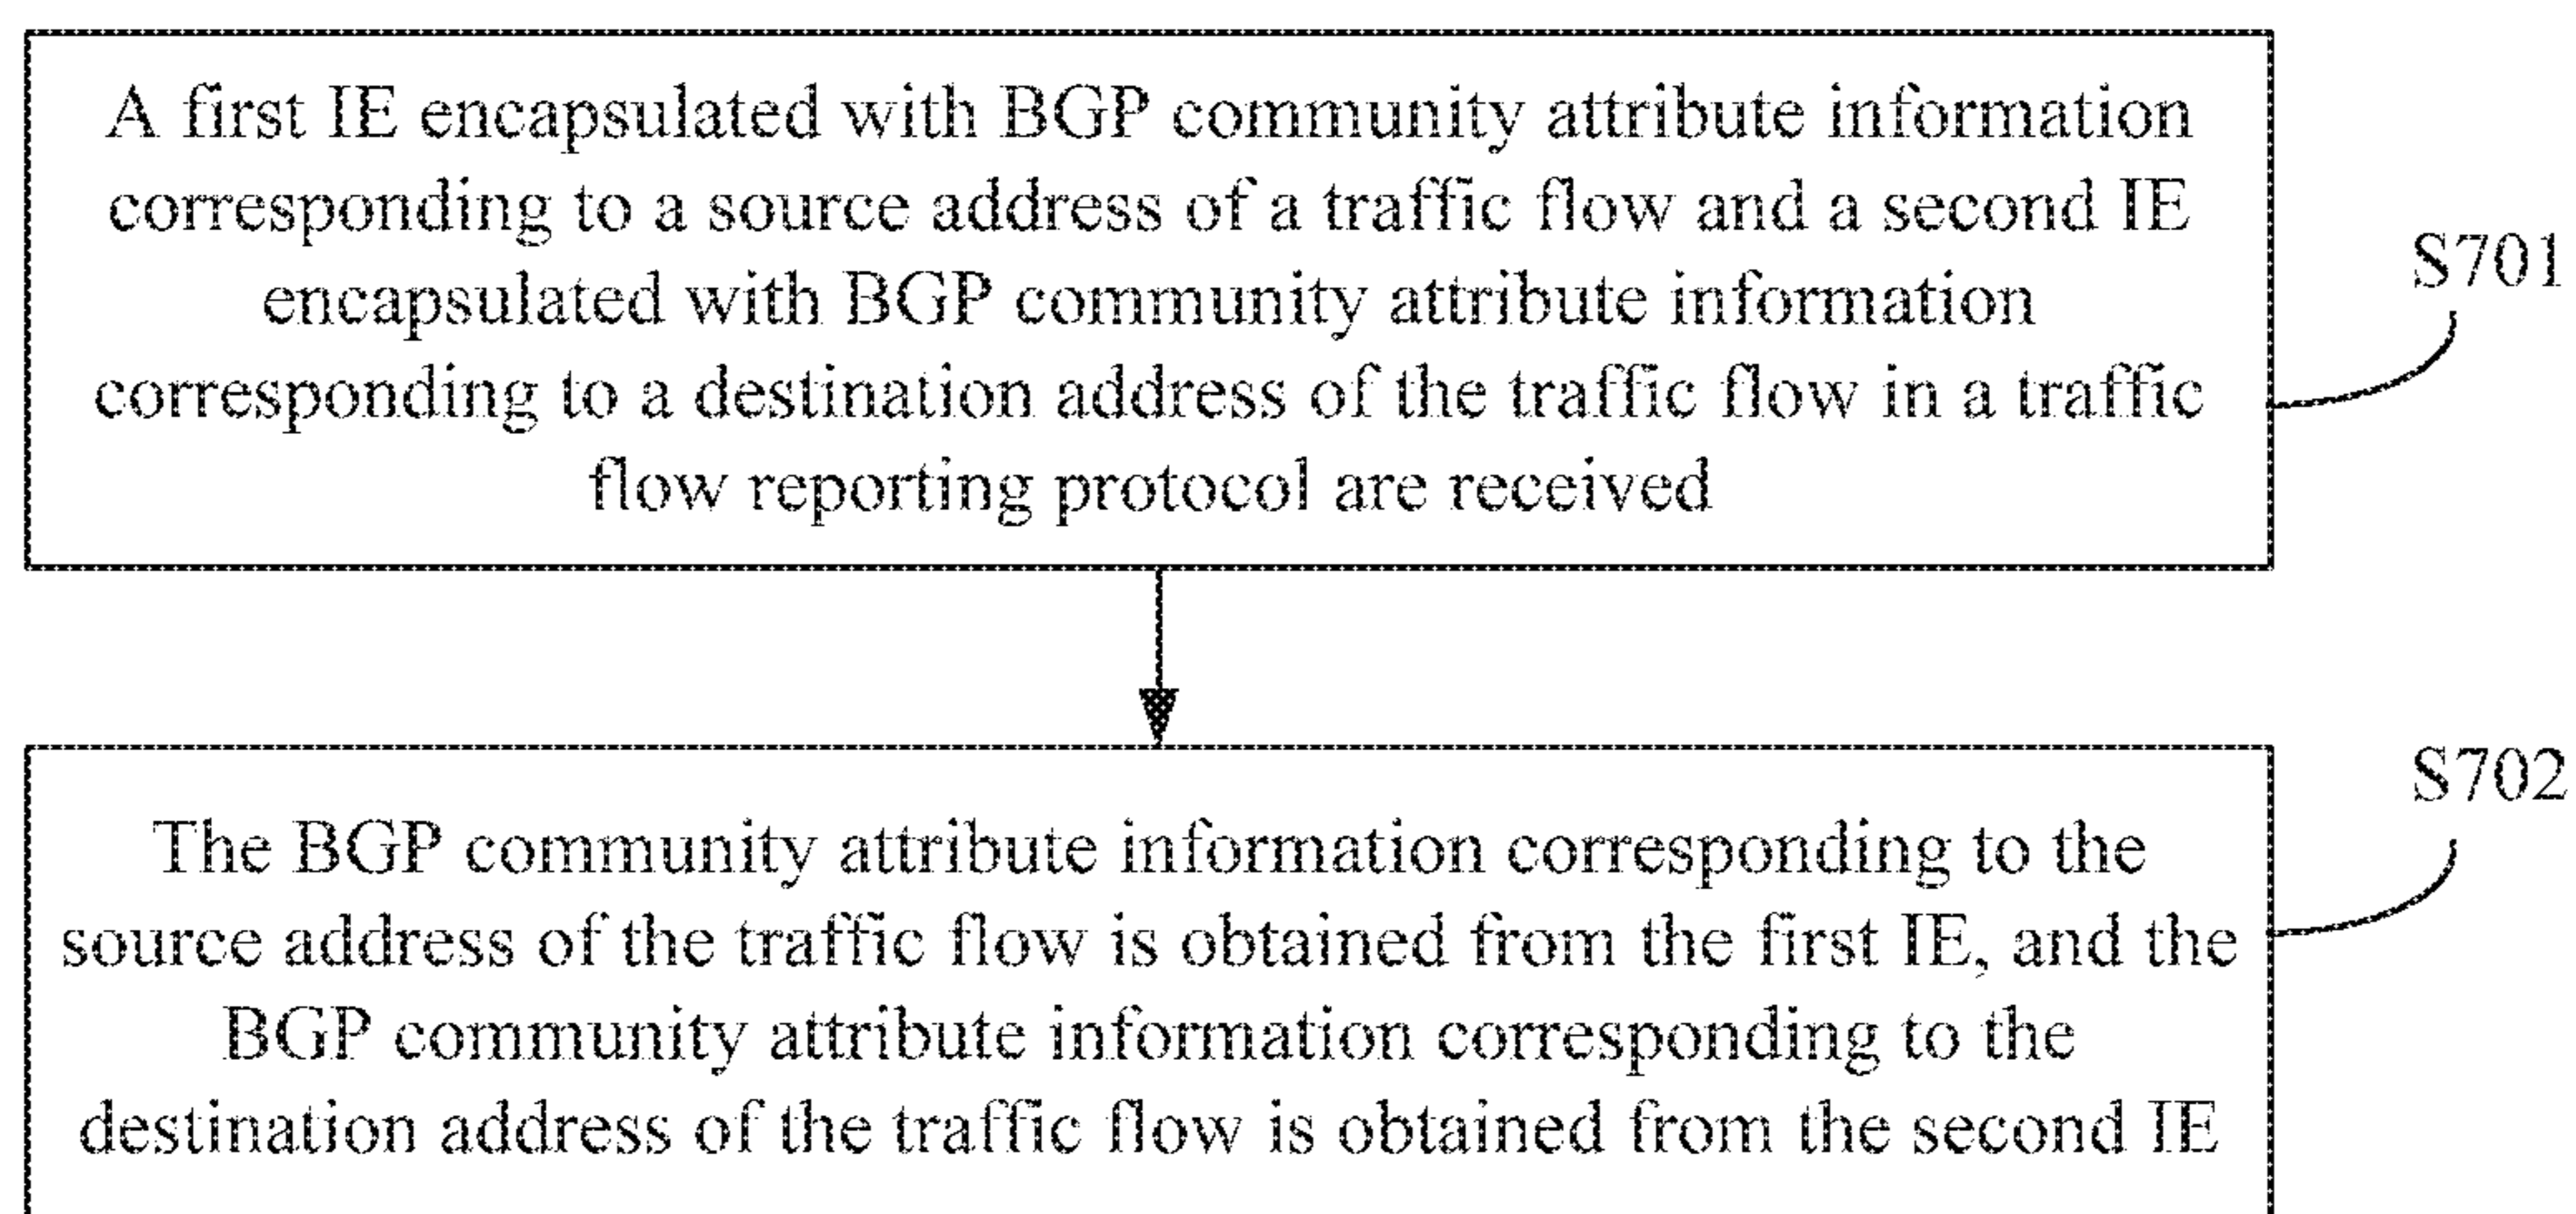 A first IE encapsulated with BGP community attribute information
corresponding to a source address of a traffic flow and a second IE
encapsulated with BGP community attribute information
corresponding to a destination address of the traffic flow in a traffic
flow reporting protocol are received
S701
The BGP community attribute information corresponding to the
source address of the traffic flow is obtained from the first IE, and the
BGP community attribute information corresponding to the
destination address of the traffic flow is obtained from the second IE
S702